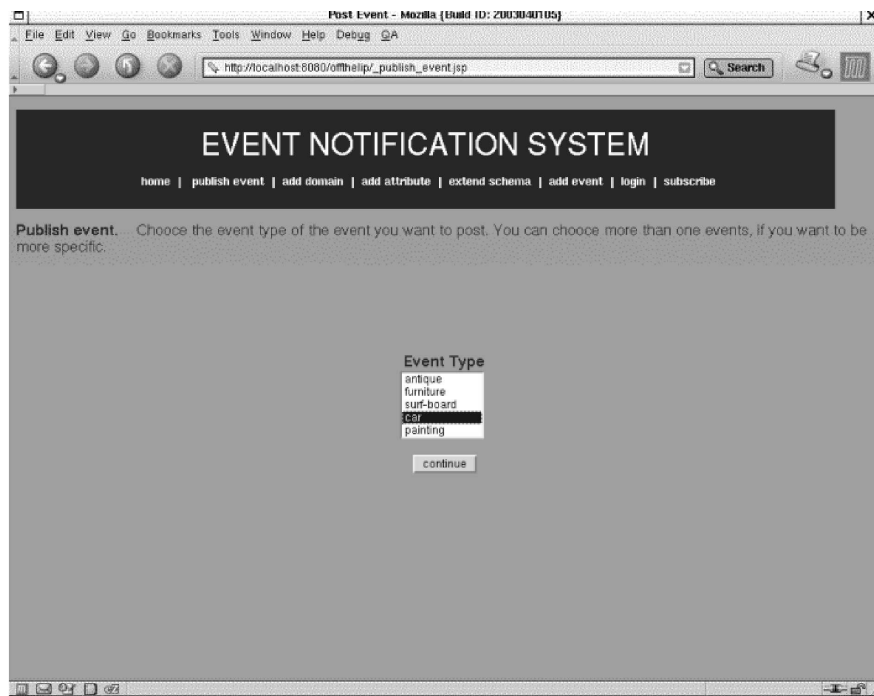 Post Event - Mozilla {Build ID: 2003040105}
File Edit View Go Bookmarks Tools Window Help Debug QA
http://localhost:8080/offthelip/_publish_event.jsp Search
EVENT NOTIFICATION SYSTEM
home | publish event | add domain | add attribute | extend schema | add event | login | subscribe
Publish event. Chooce the event type of the event you want to post. You can chooce more than one events, if you want to be
more specific.
Event Type
antique
furniture
surf-board
car
painting
continue